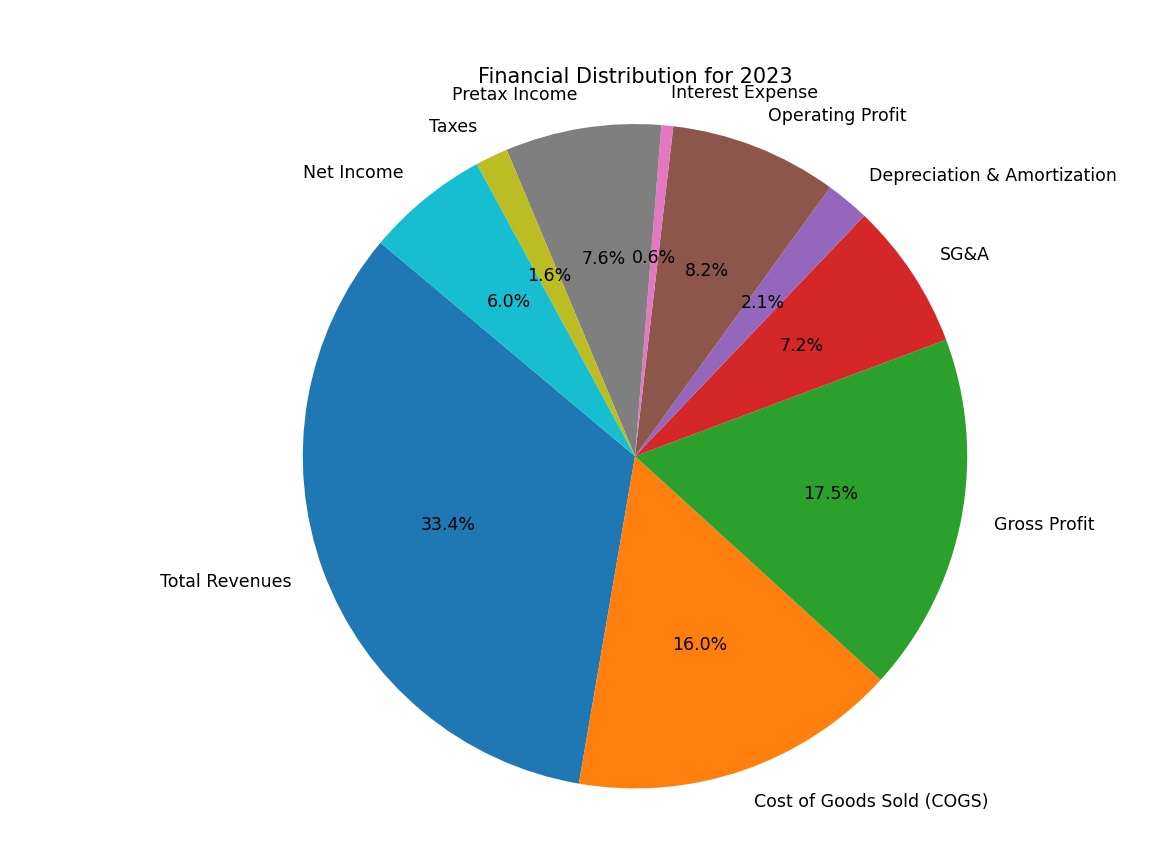 Financial Distribution for 2023
Pretax Income
Interest Expense
Operating Profit
Taxes
Net Income
Depreciation & Amortization
SG&A
7.6%
0.6%
8.2%
1.6%
6.0%
2.1%
7.2%
17.5%
33.4%
Gross Profit
Total Revenues
16.0%
Cost of Goods Sold (COGS)